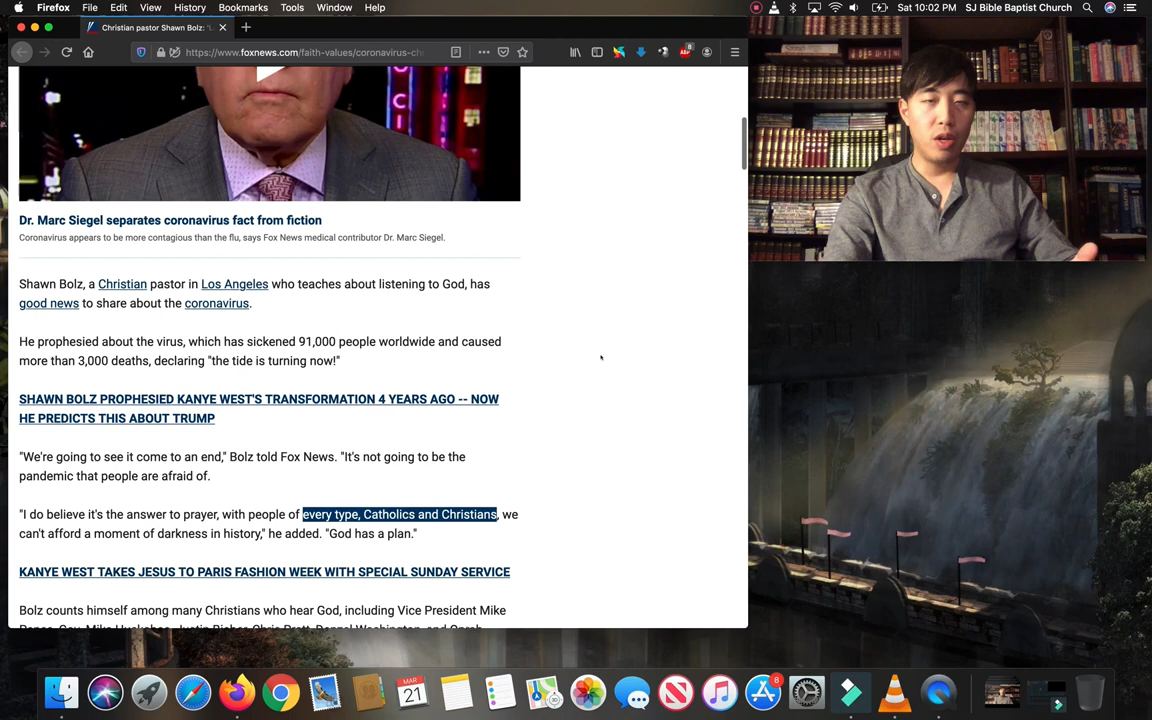 Firefox File Edit View History Bookmarks Tools Window Help
Sat 10:02 PM SJ Bible Baptist Church
Christian pastor Shawn Bolz: "
https://www.foxnews.com/faith-values/coronavirus-ch
8
Dr. Marc Siegel separates coronavirus fact from fiction
Coronavirus appears to be more contagious than the flu, says Fox News medical contributor Dr. Marc Siegel.
Shawn Bolz, a Christian pastor in Los Angeles who teaches about listening to God, has
good news to share about the coronavirus.
He prophesied about the virus, which has sickened 91,000 people worldwide and caused
more than 3,000 deaths, declaring "the tide is turning now!"
SHAWN BOLZ PROPHESIED KANYE WEST'S TRANSFORMATION 4 YEARS AGO -- NOW
HE PREDICTS THIS ABOUT TRUMP
"We're going to see it come to an end," Bolz told Fox News. "It's not going to be the
pandemic that people are afraid of.
"I do believe it's the answer to prayer, with people of every type, Catholics and Christians, we
can't afford a moment of darkness in history," he added. "God has a plan."
KANYE WEST TAKES JESUS TO PARIS FASHION WEEK WITH SPECIAL SUNDAY SERVICE
Bolz counts himself among many Christians who hear God, including Vice President Mike
MAR
21
8